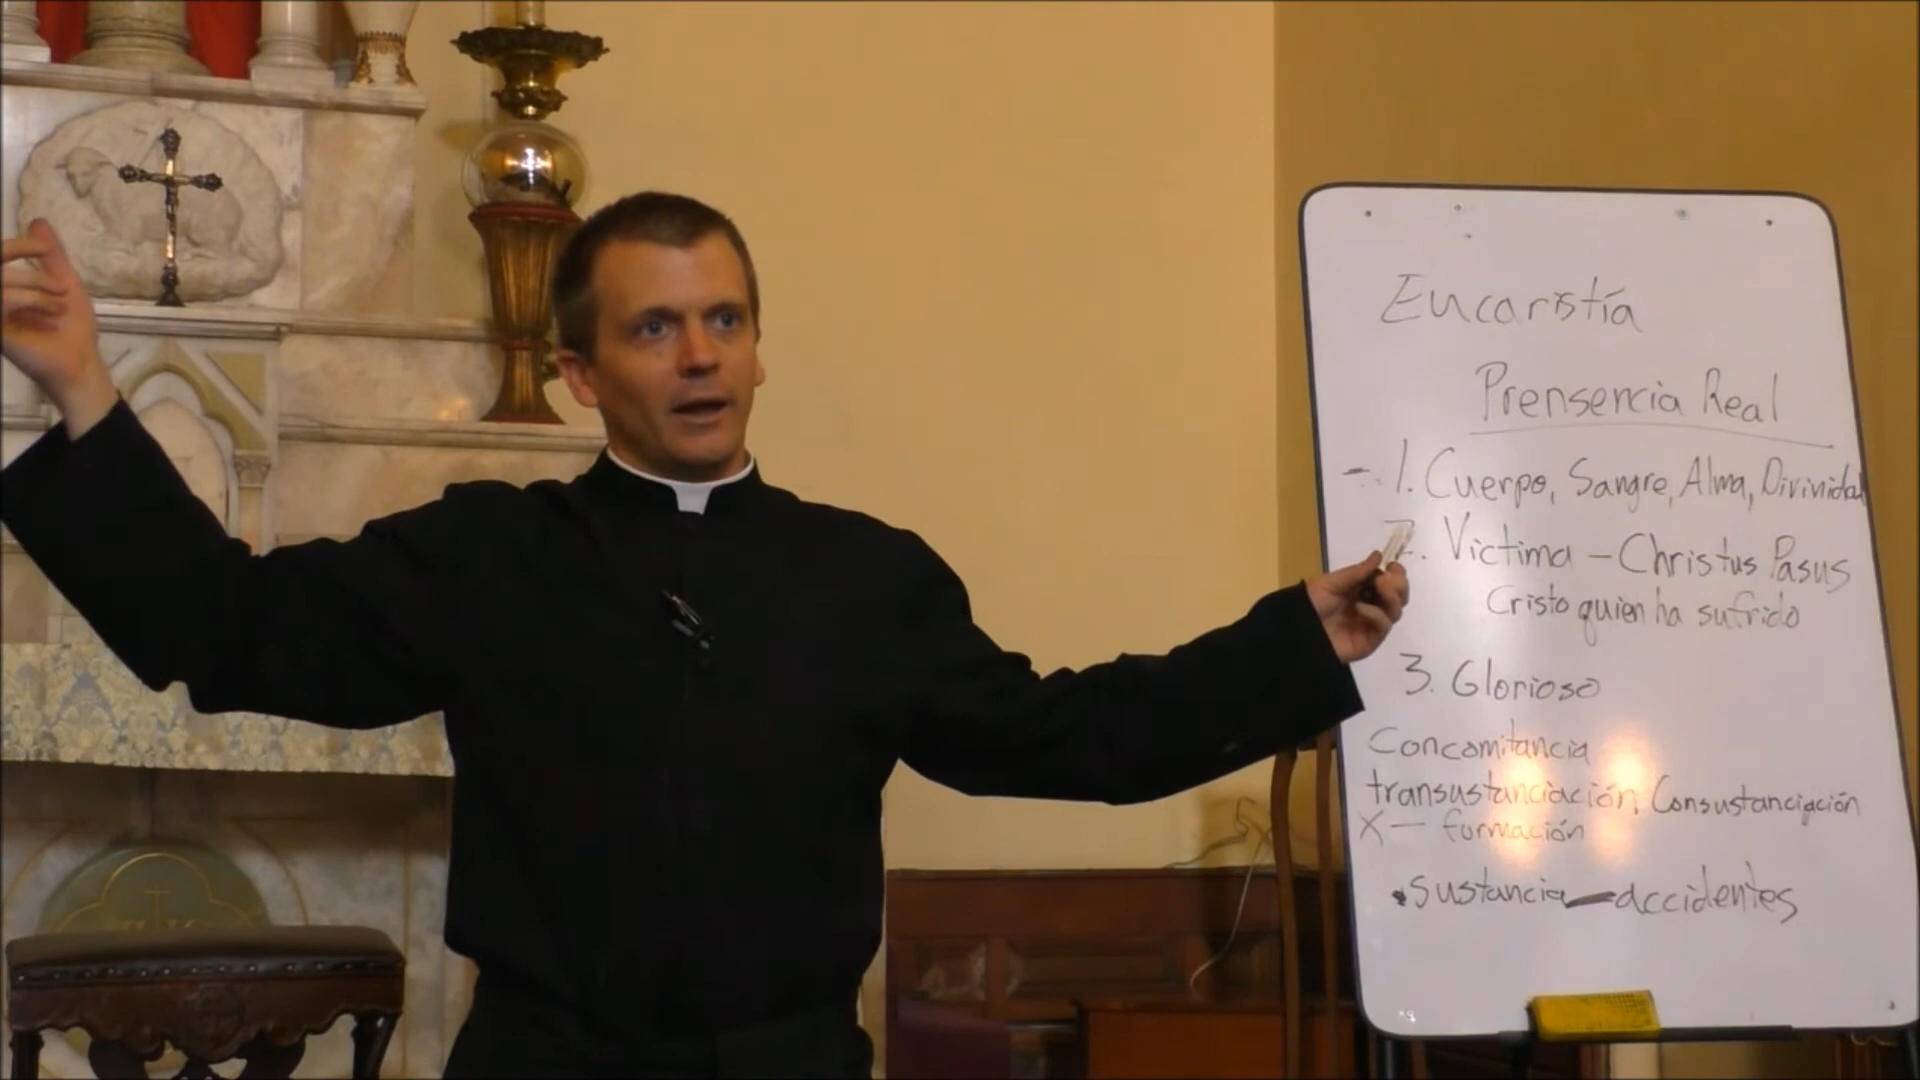 Eucaristía
Prensencia Real
- 1. Cuerpo, Sangre, Alma, Divinidad
2. Victima - Christus Pasus
Cristo quien ha sufrido
3. Glorioso
Concomitancia
transustanciación, Consustanciación
X - formación
• Sustancia - accidentes